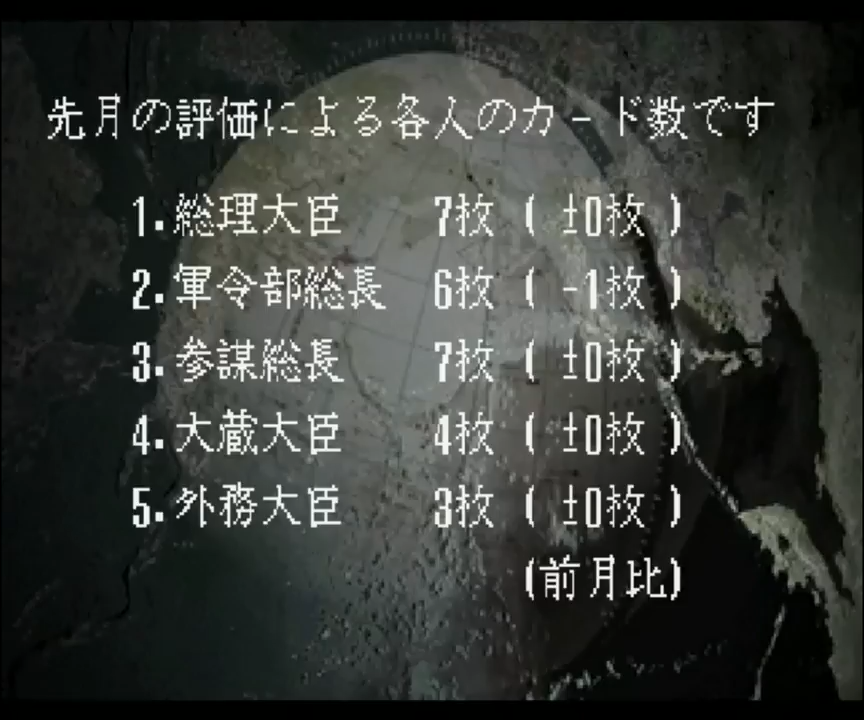 先月の評価による各人のカード数です
1.総理大臣 7枚 ( ±0枚 )
2.軍令部総長 6枚 ( -1枚 )
3.参謀総長 7枚 ( ±0枚 )
4.大蔵大臣 4枚 ( ±0枚 )
5.外務大臣 3枚 ( ±0枚 )
(前月比)